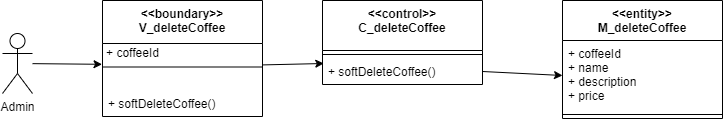 Admin
<<boundary>>
V_deleteCoffee
+ coffeeId
+ softDeleteCoffee()
<<control>>
C_deleteCoffee
+ softDeleteCoffee()
<<entity>>
M_deleteCoffee
+ coffeeId
+ name
+ description
+ price